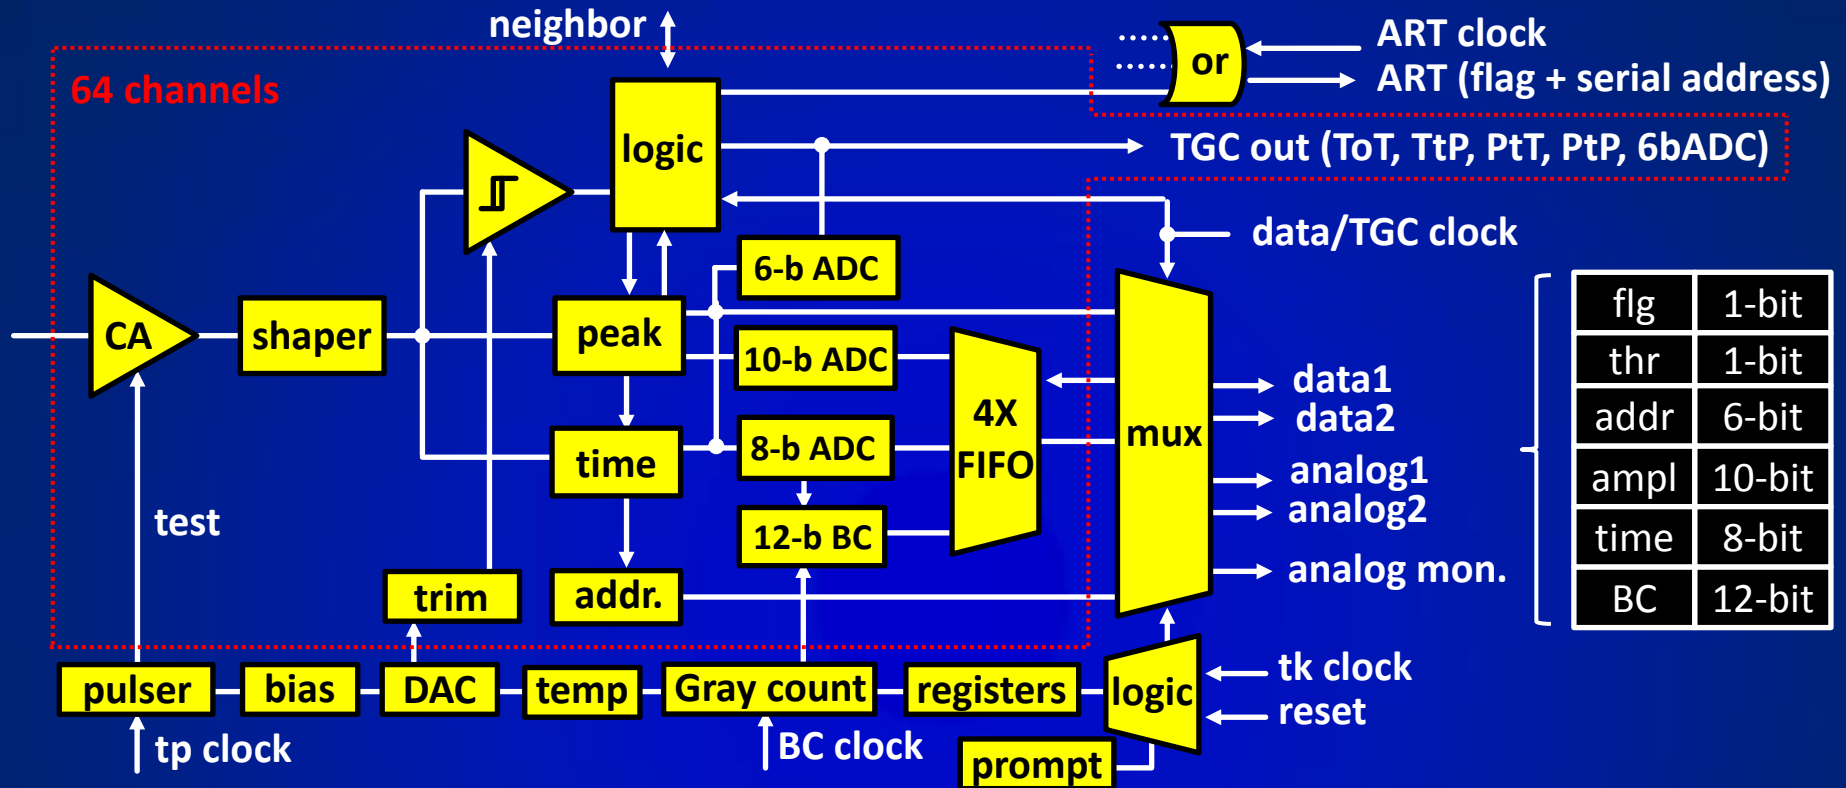 neighbor
ART clock
ART (flag + serial address)
or
64 channels
logic
TGC out (ToT, TtP, PtT, PtP, 6bADC)
data/TGC clock
6-b ADC
CA
shaper
peak
10-b ADC
4X
FIFO
mux
8-b ADC
time
12-b BC
test
trim
addr.
data1
data2
analog1
analog2
analog mon.
flg 1-bit
thr 1-bit
addr 6-bit
ampl 10-bit
time 8-bit
BC 12-bit
pulser
bias
DAC
temp
Gray count
registers
logic
tk clock
reset
tp clock
BC clock
prompt